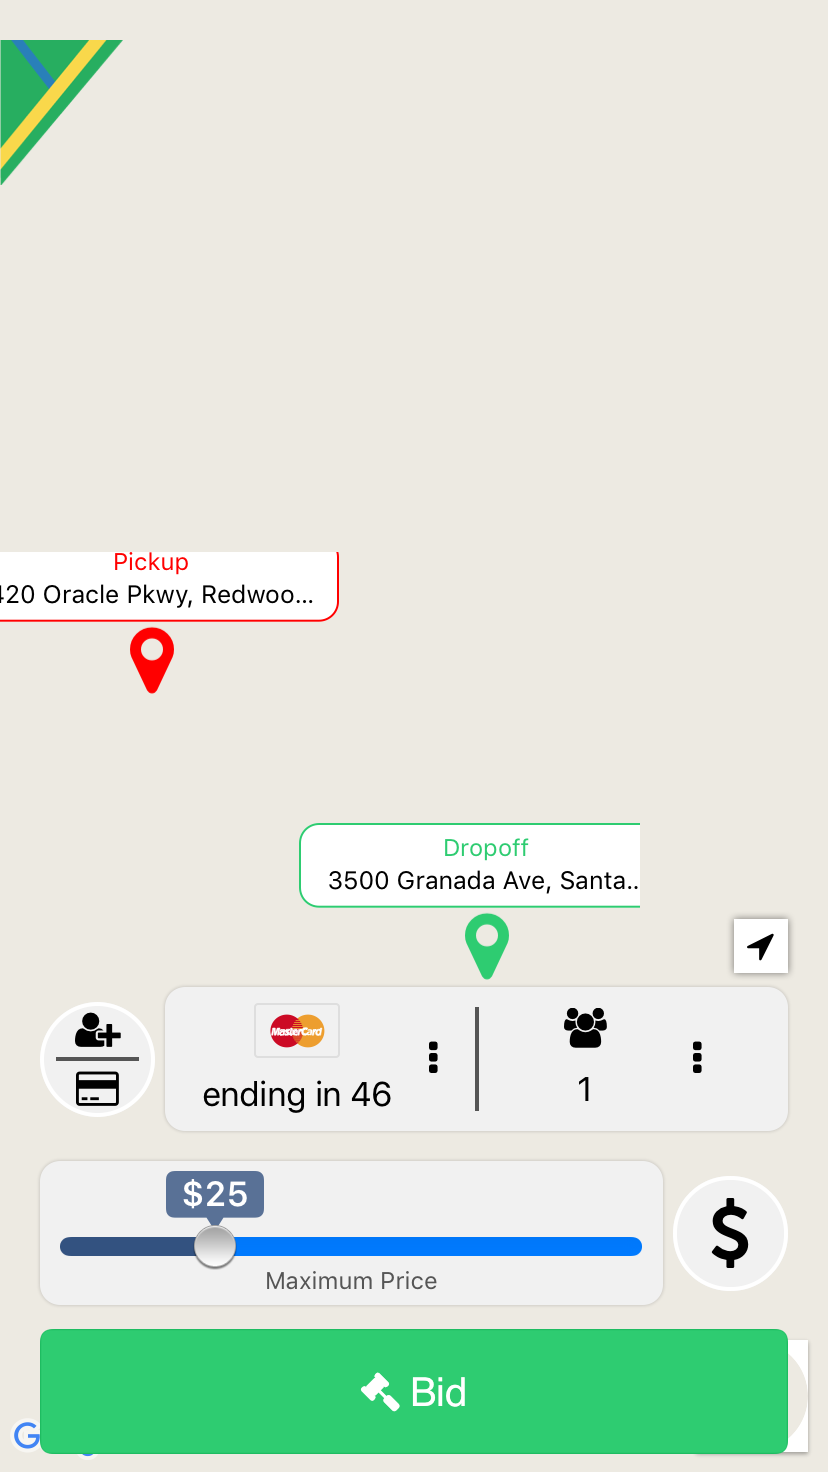 Pickup
420 Oracle Pkwy, Redwoo...
Dropoff
3500 Granada Ave, Santa..
MasterCard
ending in 46
1
$25
Maximum Price
$
Bid
G